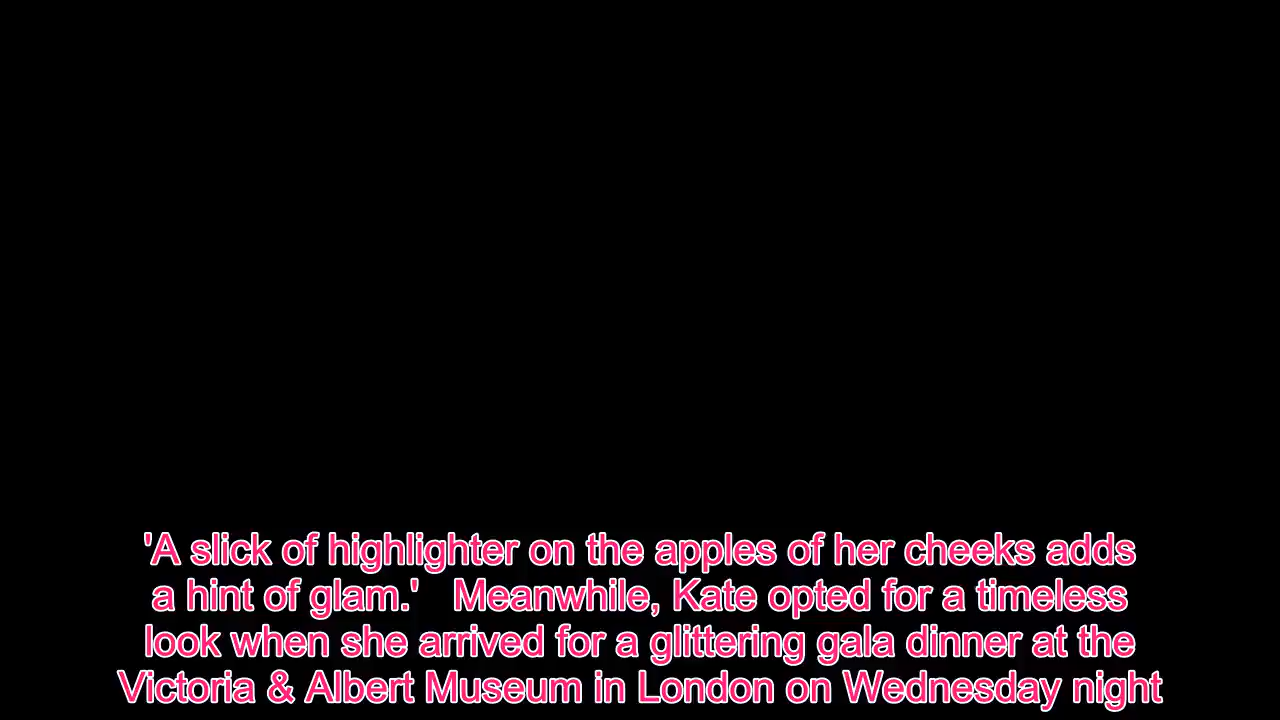 'A slick of highlighter on the apples of her cheeks adds
a hint of glam.'   Meanwhile, Kate opted for a timeless
look when she arrived for a glittering gala dinner at the
Victoria & Albert Museum in London on Wednesday night